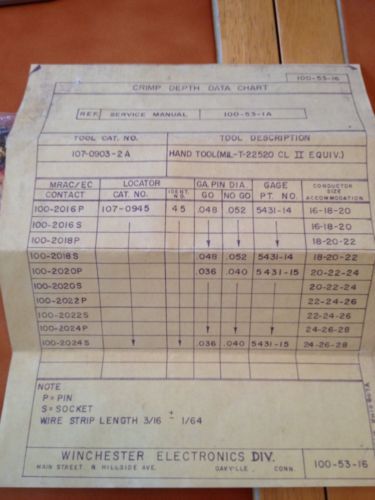 100-53-16
CRIMP DEPTH DATA CHART
REF. SERVICE MANUAL 100-53-1A
TOOL CAT. NO. TOOL DESCRIPTION
107-0903-2A HAND TOOL (MIL-T-22520 CL II EQUIV.)
MRAC/EC CONTACT LOCATOR CAT. NO. IDENT. NO. GA. PIN DIA. GO NO GO GAGE PT. NO. CONDUCTOR SIZE ACCOMMODATION
100-2016P 107-0945 45 .048 .052 5431-14 16-18-20
100-2016S 16-18-20
100-2018P 18-20-22
100-2018S .048 .052 5431-14 18-20-22
100-2020P .036 .040 5431-15 20-22-24
100-2020S 20-22-24
100-2022P 22-24-26
100-2022S 22-24-26
100-2024P 24-26-28
100-2024S .036 .040 5431-15 24-26-28
NOTE:
P = PIN
S = SOCKET
WIRE STRIP LENGTH 3/16 ± 1/64
WINCHESTER ELECTRONICS DIV.
MAIN STREET. N HILLSIDE AVE. OAKVILLE CONN.
100-53-16